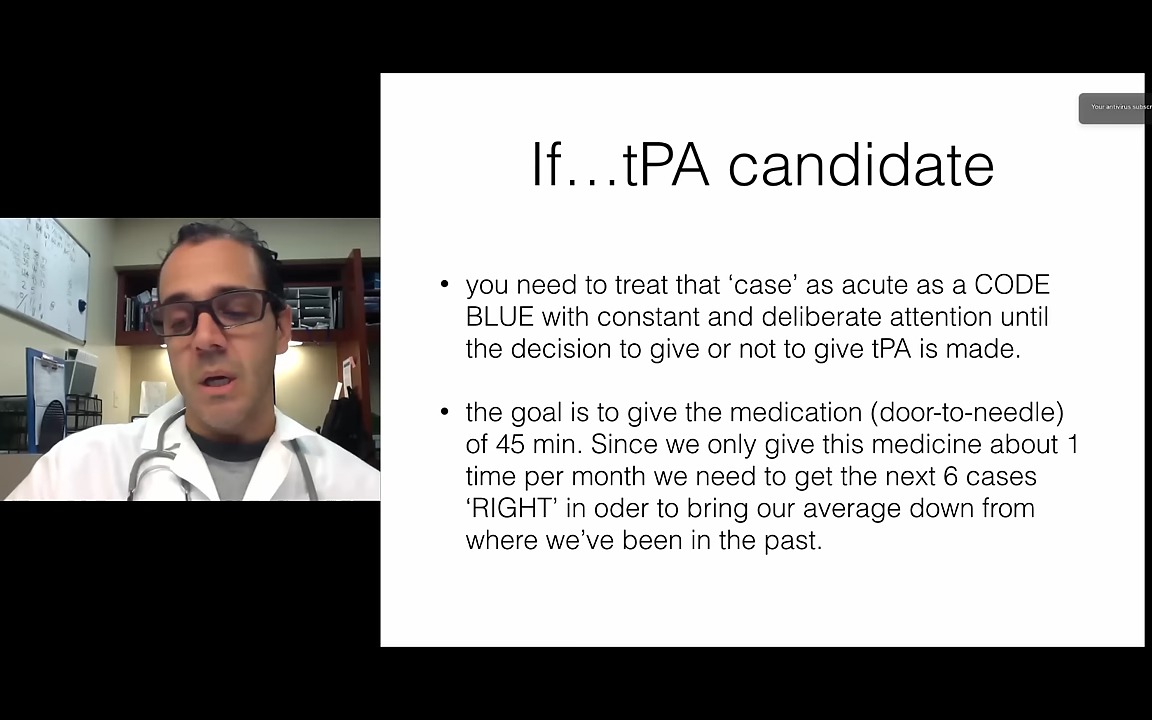 Your antivirus subscr
If...tPA candidate
• you need to treat that ‘case’ as acute as a CODE
BLUE with constant and deliberate attention until
the decision to give or not to give tPA is made.
• the goal is to give the medication (door-to-needle)
of 45 min. Since we only give this medicine about 1
time per month we need to get the next 6 cases
‘RIGHT’ in oder to bring our average down from
where we’ve been in the past.